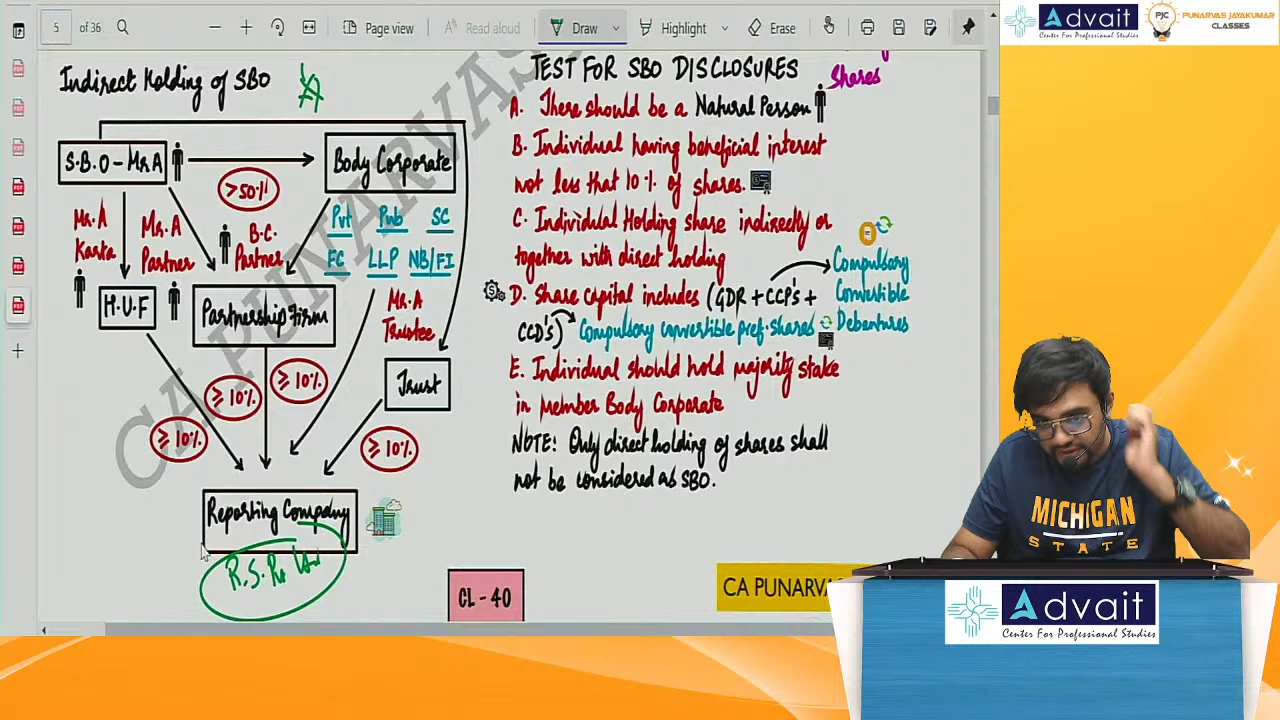 5 of 36
Page view
Read aloud
Draw
Highlight
Erase
Advait
Center For Professional Studies
PJC
PUNARVAS JAYAKUMAR
CLASSES
Indirect Holding of SBO
S.B.O - Mr A
>50%
Body Corporate
Pvt Pub SC
FC LLP NB/FI
Mr. A
Karta
Mr. A
Partner
B.C.
Partner
H.U.F
Partnership Firm
Mr. A
Trustee
Trust
≥ 10%
≥ 10%
≥ 10%
≥ 10%
Reporting Company
R.S. Pvt Ltd
CA PUNARVAS
TEST FOR SBO DISCLOSURES
Shares
A. There should be a Natural Person
B. Individual having beneficial interest
not less that 10% of shares.
C. Individual Holding share indirectly or
together with direct holding
D. Share capital includes (GDR + CCP's +
CCD's) Compulsory convertible pref. shares
Compulsory
Convertible
Debantures
E. Individual should hold majority stake
in Member Body Corporate
NOTE: Only direct holding of shares shall
not be considered as SBO.
CL - 40
CA PUNARVAS
MICHIGAN
STATE
Advait
Center For Professional Studies